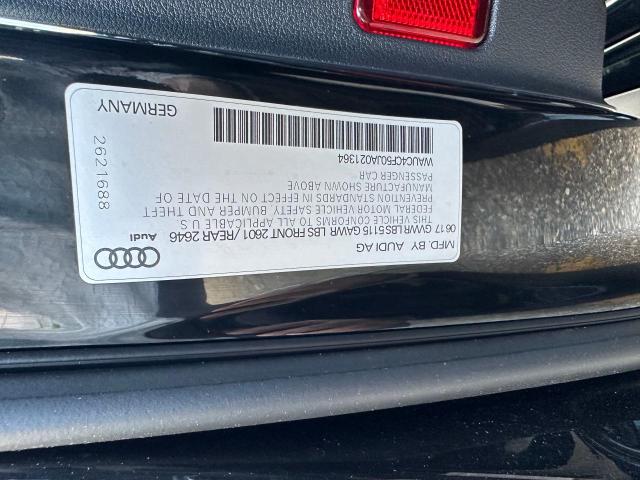 Audi
MFD. BY AUDI AG
06.17 GVWR LBS 5116 GAWR LBS FRONT 2601 /REAR 2646
THIS VEHICLE CONFORMS TO ALL APPLICABLE U.S.
FEDERAL MOTOR VEHICLE SAFETY BUMPER AND THEFT
PREVENTION STANDARDS IN EFFECT ON THE DATE OF
MANUFACTURE SHOWN ABOVE
PASSENGER CAR
WAUC4CF50JA021364
GERMANY
2621688